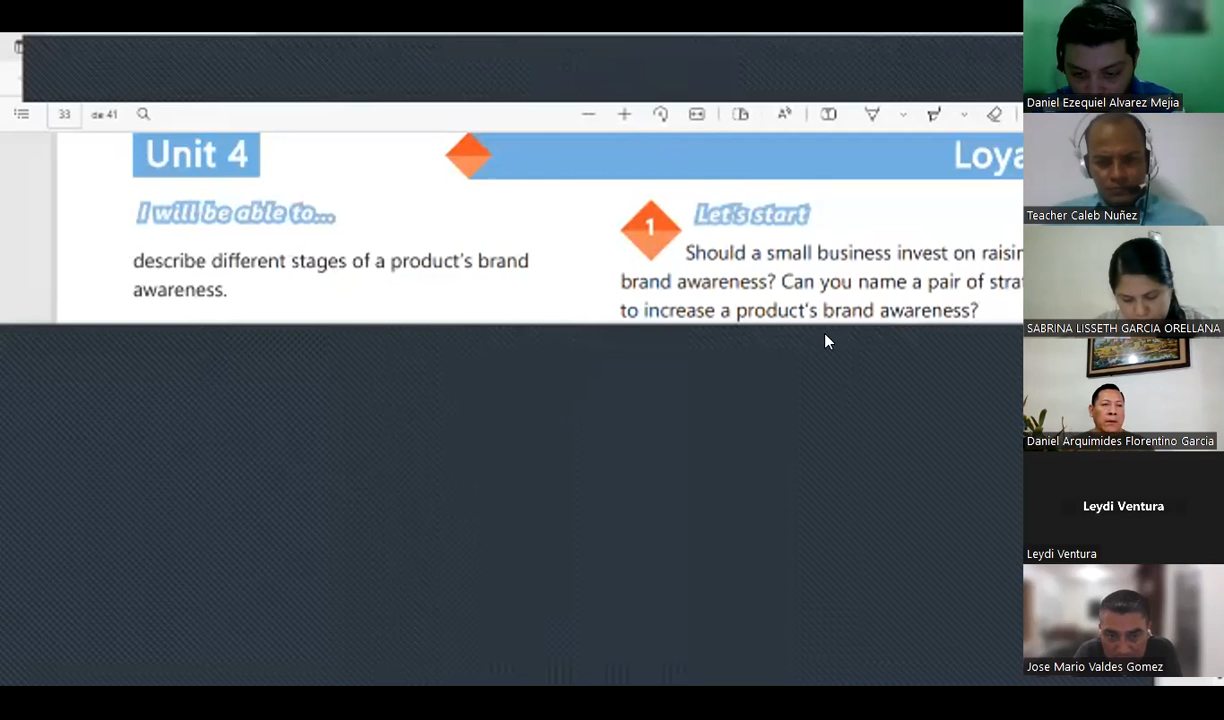 33 de 41
Unit 4
Loya
I will be able to...
describe different stages of a product's brand
awareness.
1
Let's start
Should a small business invest on raisin
brand awareness? Can you name a pair of stra
to increase a product's brand awareness?
Daniel Ezequiel Alvarez Mejia
Teacher Caleb Nuñez
SABRINA LISSETH GARCIA ORELLANA
Daniel Arquimides Florentino Garcia
Leydi Ventura
Leydi Ventura
Jose Mario Valdes Gomez